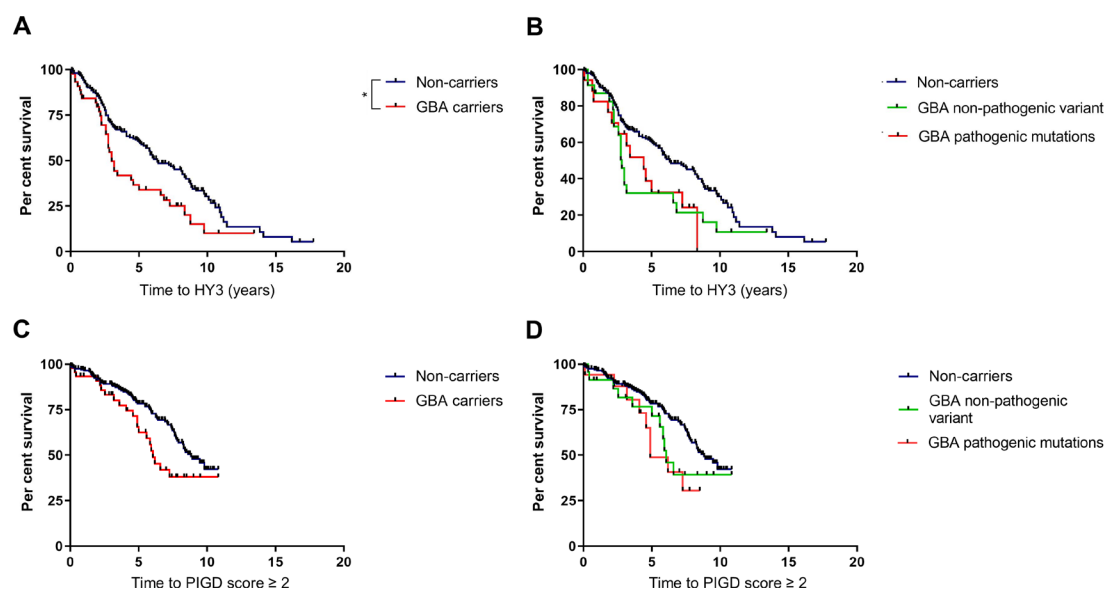 A
Per cent survival
100
75
50
25
0
0 5 10 15 20
Time to HY3 (years)
*
Non-carriers
GBA carriers
B
Per cent survival
100
80
60
40
20
0
0 5 10 15 20
Time to HY3 (years)
Non-carriers
GBA non-pathogenic variant
GBA pathogenic mutations
C
Per cent survival
100
75
50
25
0
0 5 10 15 20
Time to PIGD score ≥ 2
Non-carriers
GBA carriers
D
Per cent survival
100
75
50
25
0
0 5 10 15 20
Time to PIGD score ≥ 2
Non-carriers
GBA non-pathogenic
variant
GBA pathogenic mutations